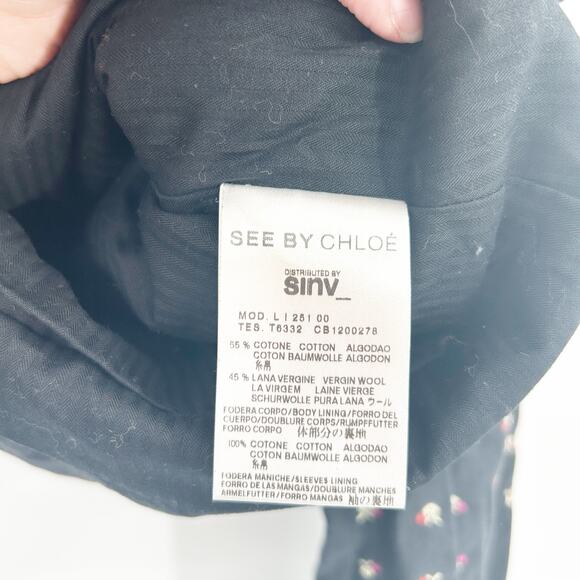 SEE BY CHLOÉ
DISTRIBUTED BY
sinv
MOD. L I 251 00
TES. T6332 CB1200278
55 % COTONE COTTON ALGODAO
COTON BAUMWOLLE ALGODON
綿
45 % LANA VERGINE VERGIN WOOL
LA VIRGEM LAINE VIERGE
SCHURWOLLE PURA LANA ウール
FODERA CORPO/BODY LINING/FORRO DEL
CUERPO/DOUBLURE CORPS/RUMPFFUTTER
FORRO CORPO 体部分の裏地
100% COTONE COTTON ALGODAO
COTON BAUMWOLLE ALGODON
綿
FODERA MANICHE/SLEEVES LINING
FORRO DE LAS MANGAS/DOUBLURE MANCHES
ARMELFUTTER/FORRO MANGAS 袖の裏地